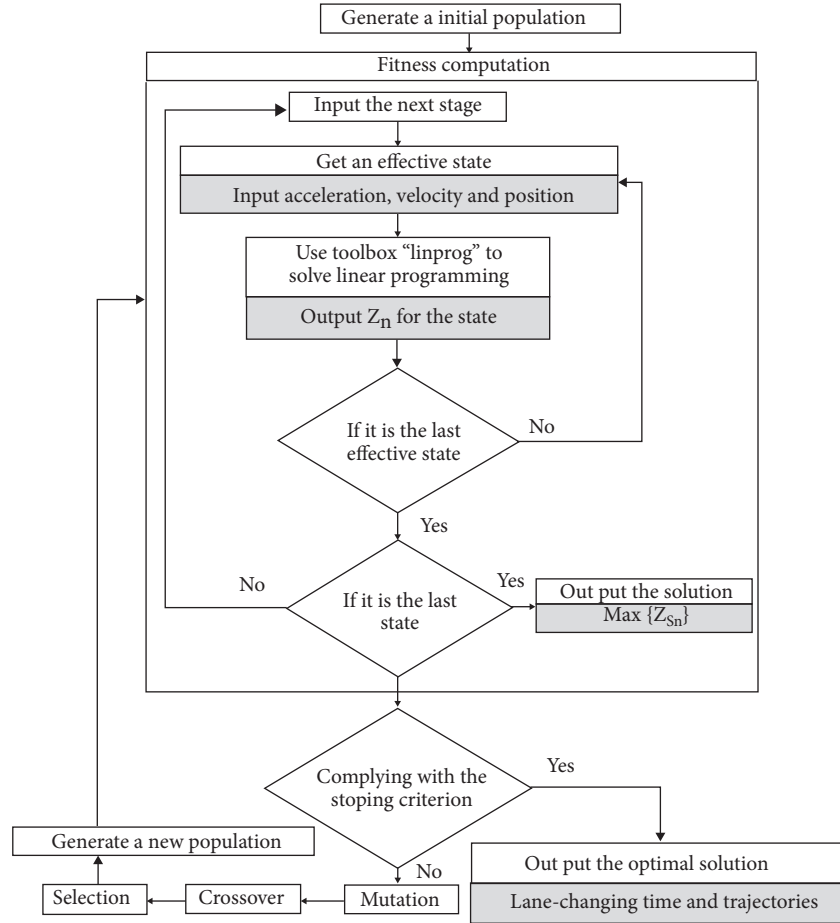 Generate a initial population
Fitness computation
Input the next stage
Get an effective state
Input acceleration, velocity and position
Use toolbox “linprog” to
solve linear programming
Output Zn for the state
If it is the last
effective state
No
Yes
If it is the last
state
No
Yes
Out put the solution
Max {ZSn}
Complying with the
stoping criterion
Yes
No
Out put the optimal solution
Lane-changing time and trajectories
Mutation
Crossover
Selection
Generate a new population